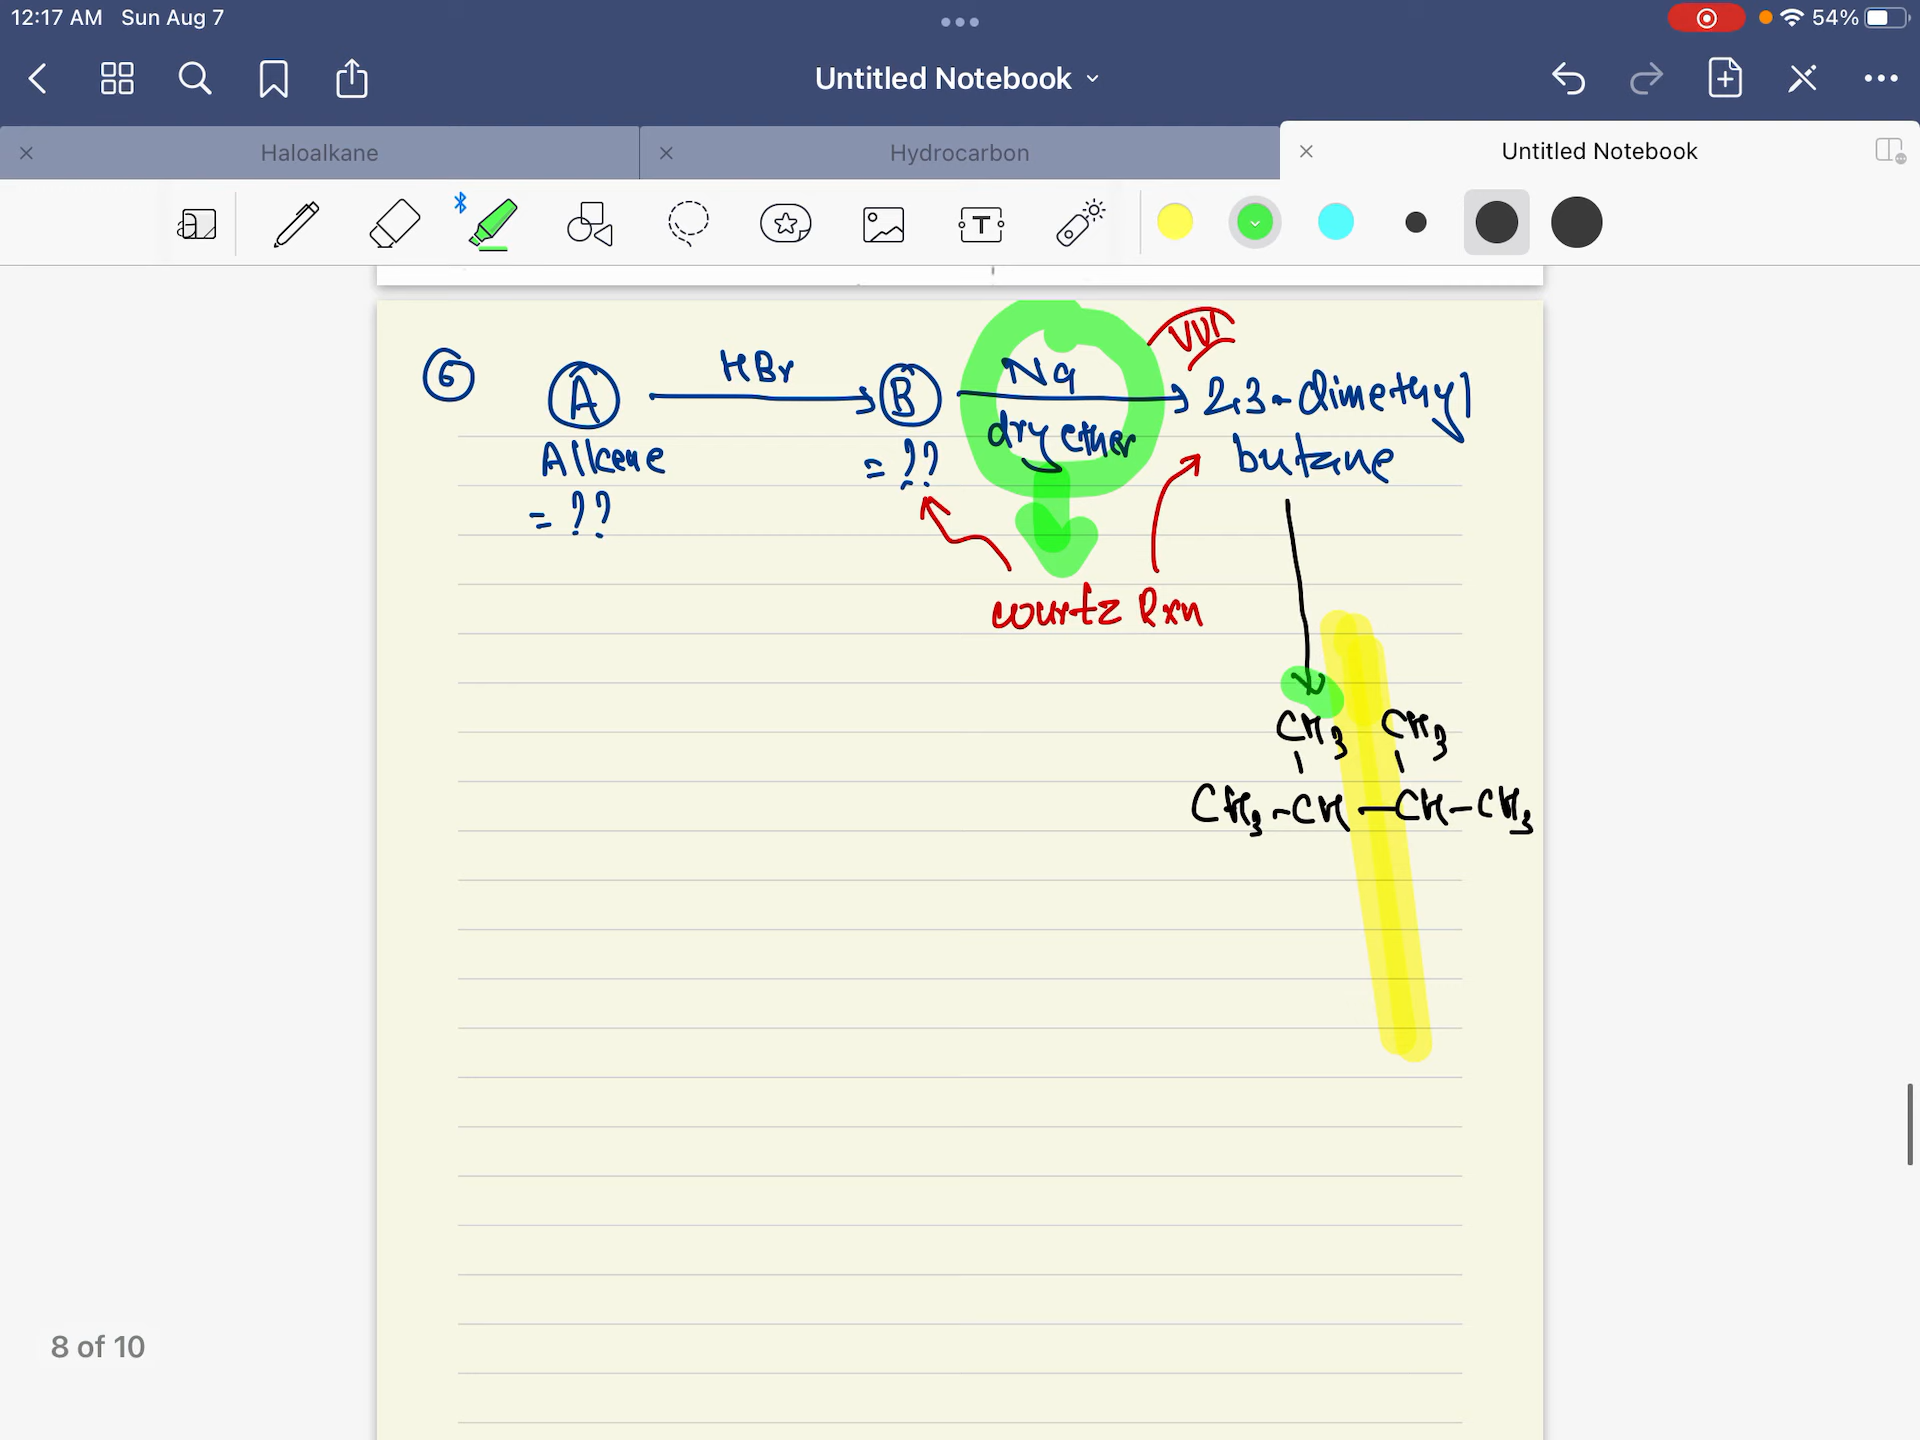 12:17 AM Sun Aug 7
54%
Untitled Notebook
Haloalkane
Hydrocarbon
Untitled Notebook
T
6 A HBr B Na 2,3-dimethyl
VVI
Alkene = ?? dry ether butane
= ??
wurtz Rxn
CH3 CH3
CH3-CH-CH-CH3
8 of 10